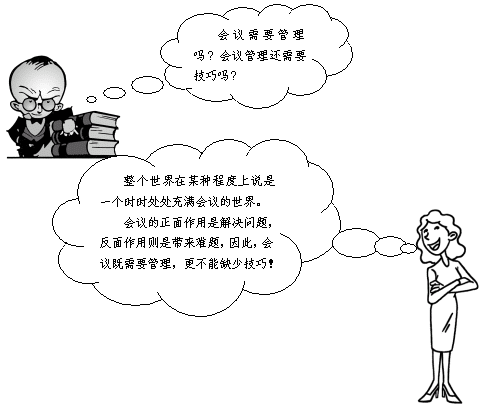 会议需要管理
吗？会议管理还需要
技巧吗？
整个世界在某种程度上说是
一个时时处处充满会议的世界。
会议的正面作用是解决问题，
反面作用则是带来难题，因此，会
议既需要管理，更不能缺少技巧！